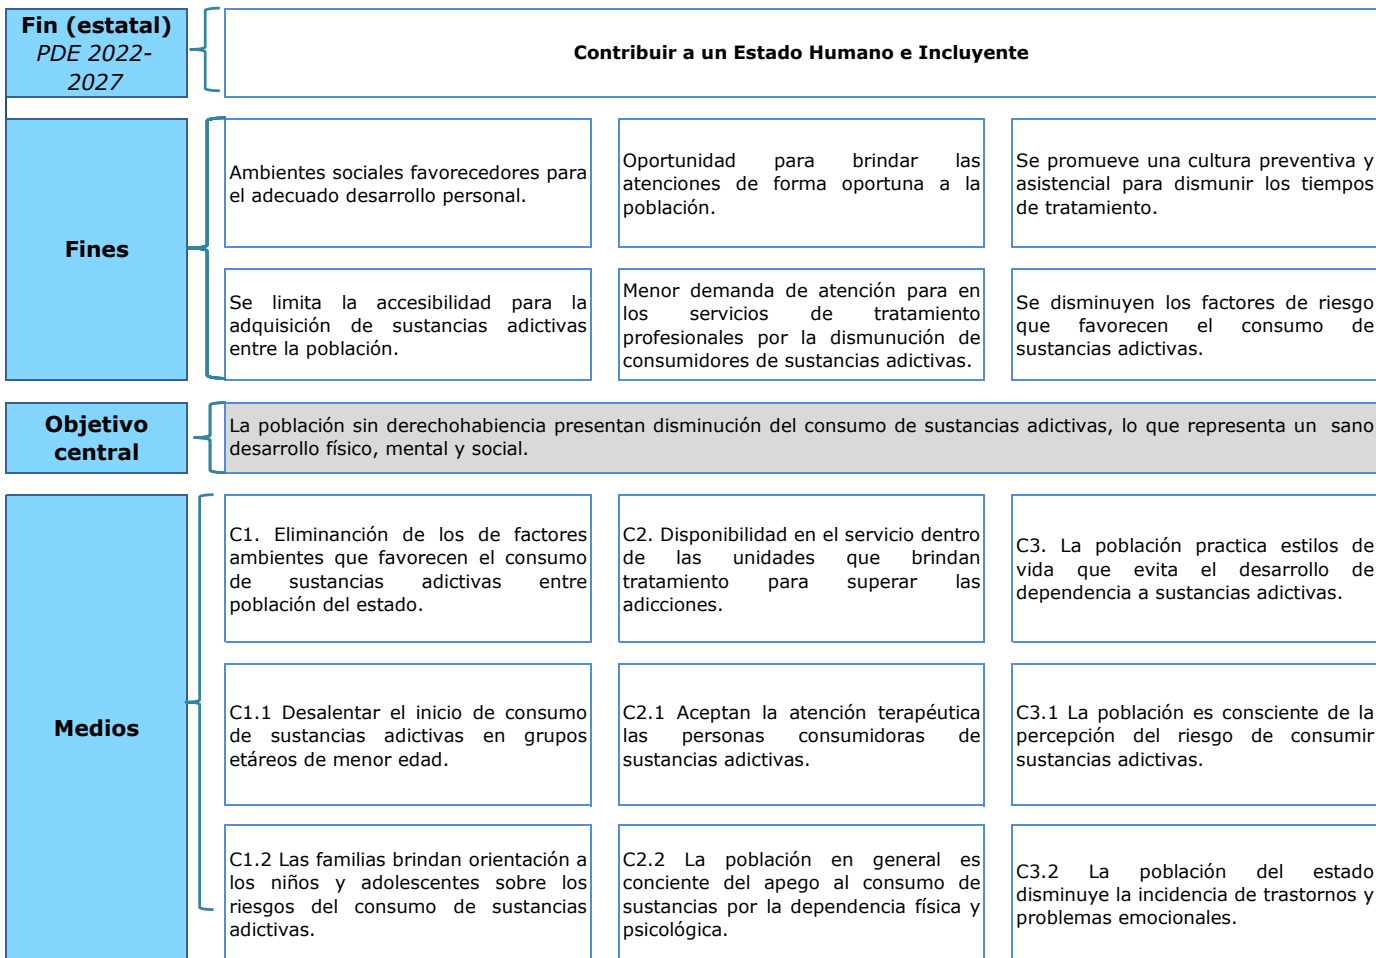 Fin (estatal)
PDE 2022-
2027
Contribuir a un Estado Humano e Incluyente
Fines
Ambientes sociales favorecedores para
el adecuado desarrollo personal.
Oportunidad para brindar las
atenciones de forma oportuna a la
población.
Se promueve una cultura preventiva y
asistencial para dismunir los tiempos
de tratamiento.
Se limita la accesibilidad para la
adquisición de sustancias adictivas
entre la población.
Menor demanda de atención para en
los servicios de tratamiento
profesionales por la dismunución de
consumidores de sustancias adictivas.
Se disminuyen los factores de riesgo
que favorecen el consumo de
sustancias adictivas.
Objetivo
central
La población sin derechohabiencia presentan disminución del consumo de sustancias adictivas, lo que representa un sano
desarrollo físico, mental y social.
Medios
C1. Eliminanción de los de factores
ambientes que favorecen el consumo
de sustancias adictivas entre
población del estado.
C2. Disponibilidad en el servicio dentro
de las unidades que brindan
tratamiento para superar las
adicciones.
C3. La población practica estilos de
vida que evita el desarrollo de
dependencia a sustancias adictivas.
C1.1 Desalentar el inicio de consumo
de sustancias adictivas en grupos
etáreos de menor edad.
C2.1 Aceptan la atención terapéutica
las personas consumidoras de
sustancias adictivas.
C3.1 La población es consciente de la
percepción del riesgo de consumir
sustancias adictivas.
C1.2 Las familias brindan orientación a
los niños y adolescentes sobre los
riesgos del consumo de sustancias
adictivas.
C2.2 La población en general es
conciente del apego al consumo de
sustancias por la dependencia física y
psicológica.
C3.2 La población del estado
disminuye la incidencia de trastornos y
problemas emocionales.